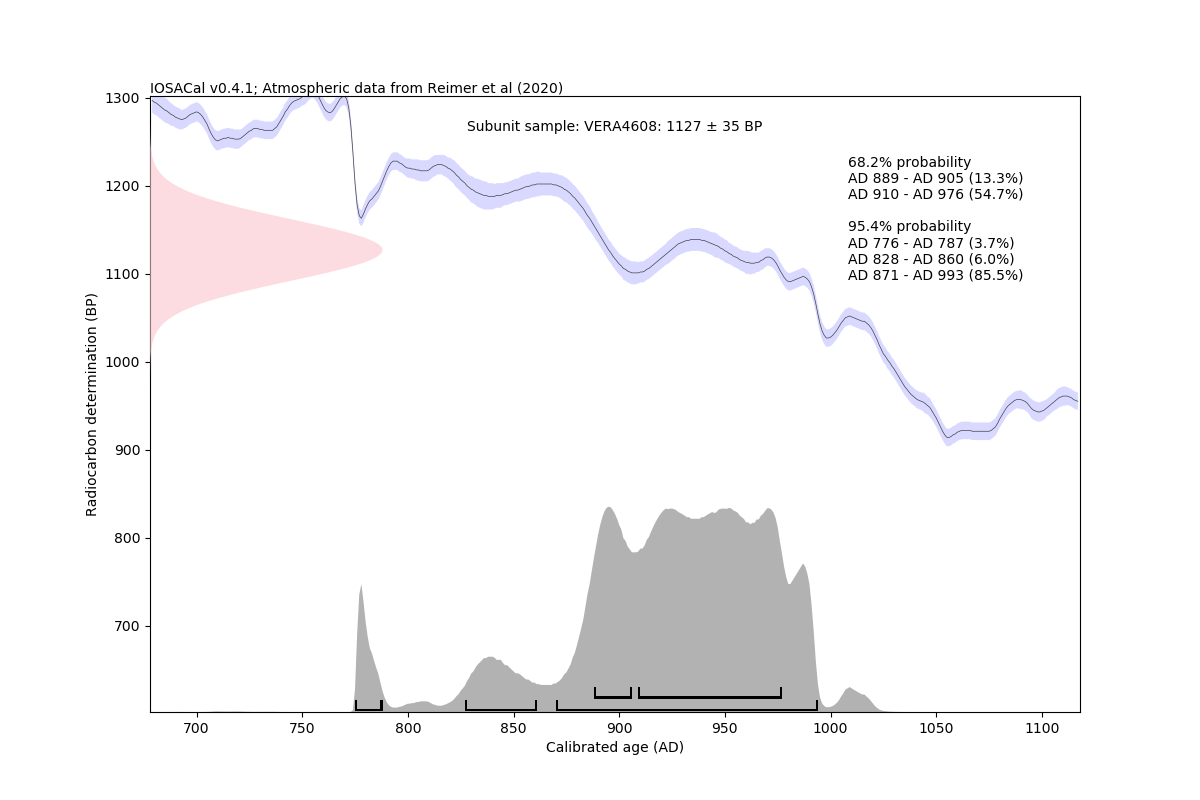 IOSACal v0.4.1; Atmospheric data from Reimer et al (2020)
Subunit sample: VERA4608: 1127 ± 35 BP
68.2% probability
AD 889 - AD 905 (13.3%)
AD 910 - AD 976 (54.7%)
95.4% probability
AD 776 - AD 787 (3.7%)
AD 828 - AD 860 (6.0%)
AD 871 - AD 993 (85.5%)
Radiocarbon determination (BP)
1300
1200
1100
1000
900
800
700
700 750 800 850 900 950 1000 1050 1100
Calibrated age (AD)